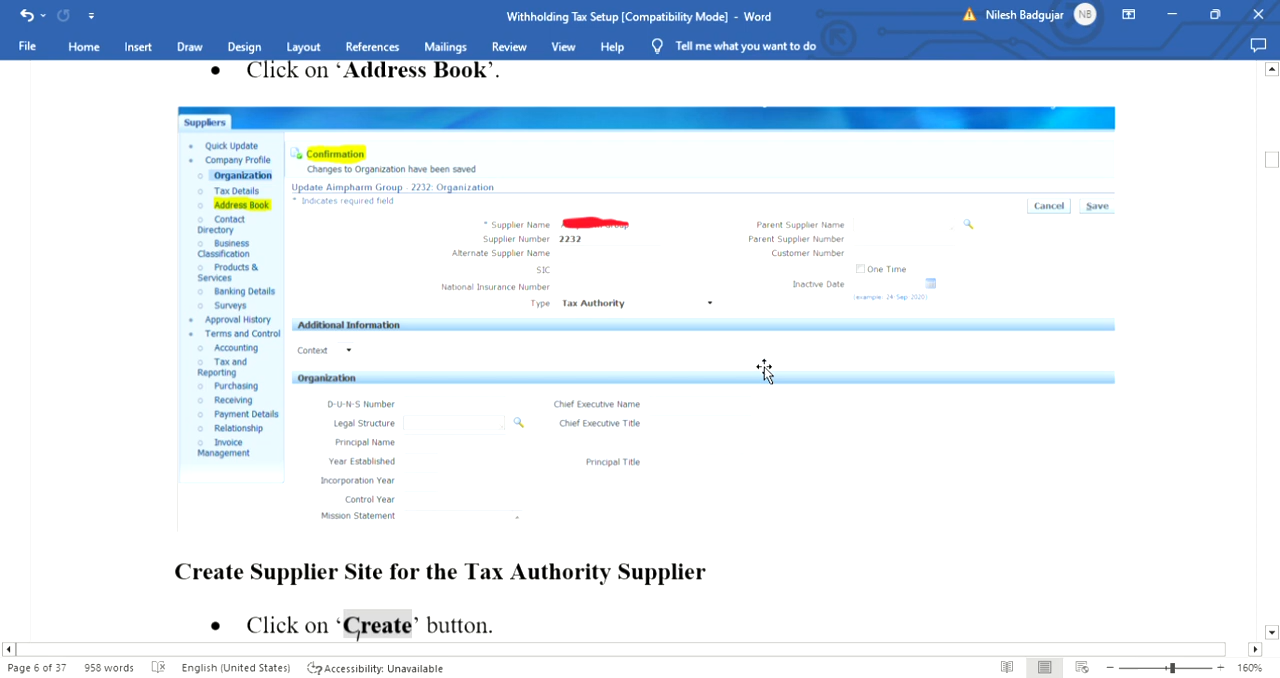 Withholding Tax Setup [Compatibility Mode] - Word
Nilesh Badgujar
NB
File Home Insert Draw Design Layout References Mailings Review View Help Tell me what you want to do
• Click on ‘Address Book’.
Suppliers
Quick Update
Company Profile
Organization
Tax Details
Address Book
Contact
Directory
Business
Classification
Products &
Services
Banking Details
Surveys
Approval History
Terms and Control
Accounting
Tax and
Reporting
Purchasing
Receiving
Payment Details
Relationship
Invoice
Management
Confirmation
Changes to Organization have been saved
Update Aimpharm Group - 2232: Organization
* Indicates required field
Cancel Save
* Supplier Name
Supplier Number 2232
Alternate Supplier Name
SIC
National Insurance Number
Type Tax Authority
Parent Supplier Name
Parent Supplier Number
Customer Number
One Time
Inactive Date
(example: 24 Sep 2020)
Additional Information
Context
Organization
D-U-N-S Number
Legal Structure
Principal Name
Year Established
Incorporation Year
Control Year
Mission Statement
Chief Executive Name
Chief Executive Title
Principal Title
Create Supplier Site for the Tax Authority Supplier
• Click on ‘Create’ button.
Page 6 of 37 958 words English (United States) Accessibility: Unavailable 160%